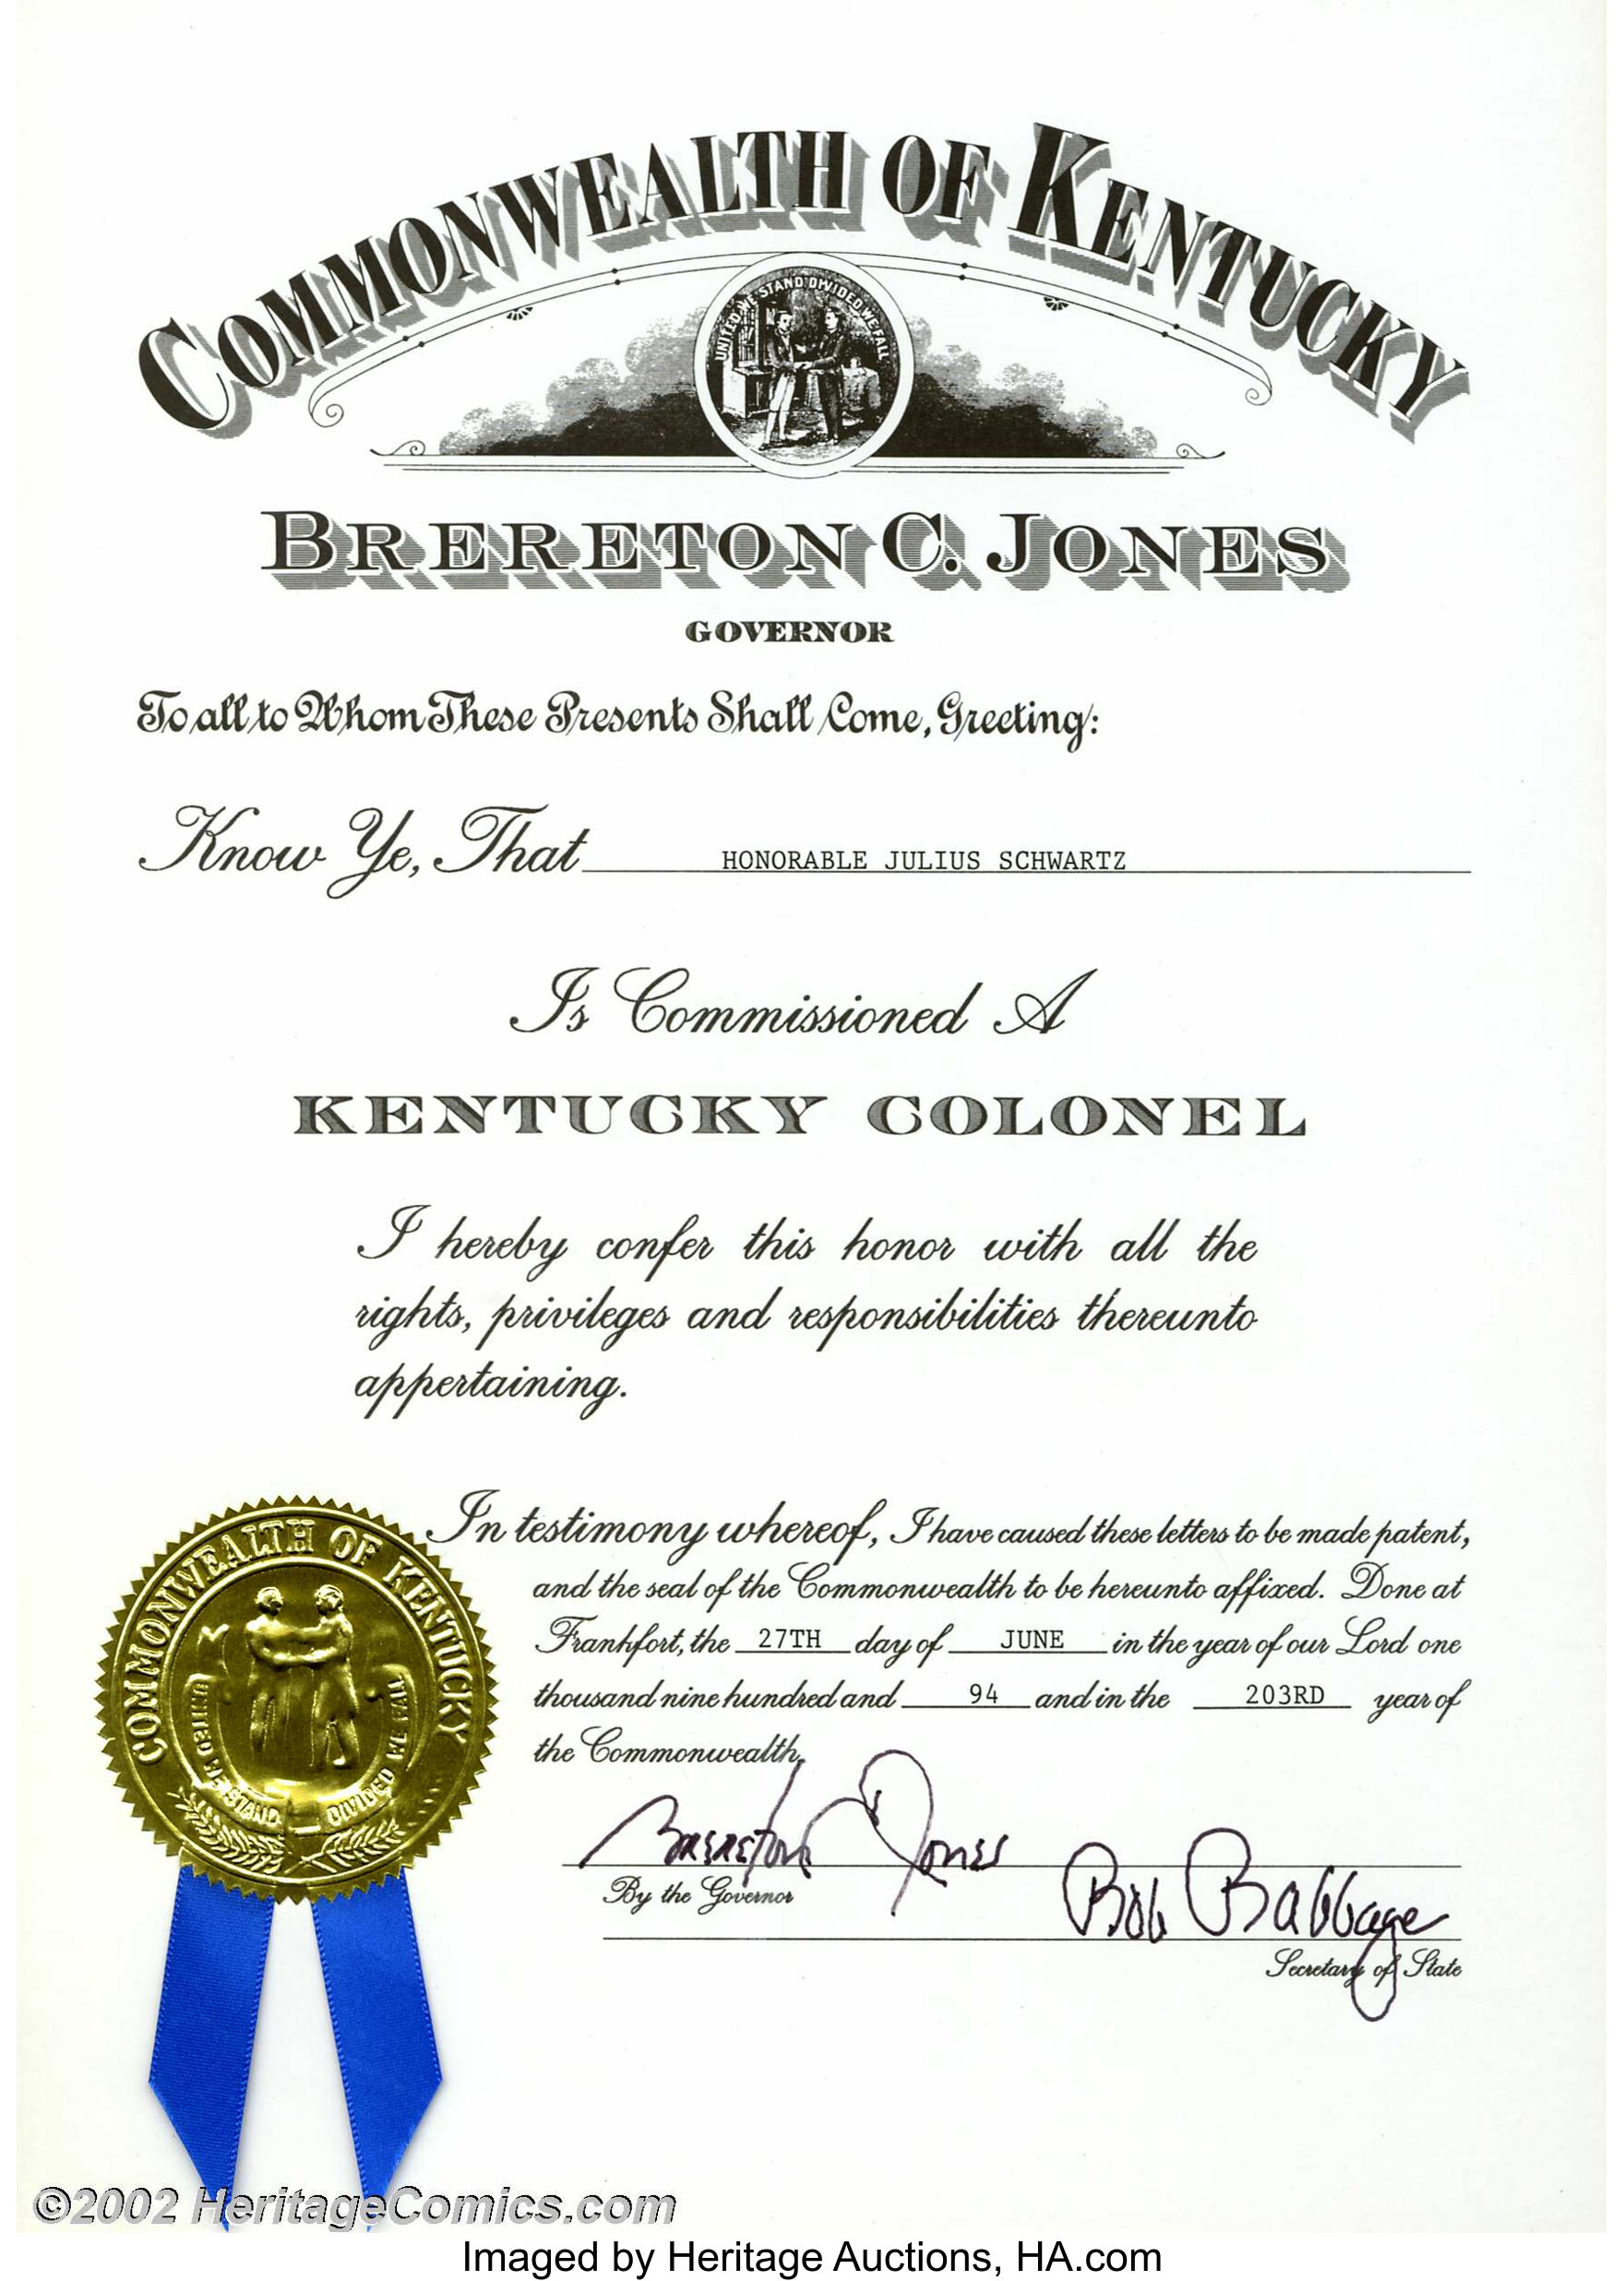 COMMONWEALTH OF KENTUCKY
UNITED WE STAND DIVIDED WE FALL
BRERETON C. JONES
GOVERNOR
To all to Whom These Presents Shall Come, Greeting:
Know Ye, That HONORABLE JULIUS SCHWARTZ
Is Commissioned A
KENTUCKY COLONEL
I hereby confer this honor with all the
rights, privileges and responsibilities thereunto
appertaining.
In testimony whereof, I have caused these letters to be made patent,
and the seal of the Commonwealth to be hereunto affixed. Done at
Frankfort, the 27TH day of JUNE in the year of our Lord one
thousand nine hundred and 94 and in the 203RD year of
the Commonwealth.
COMMONWEALTH OF KENTUCKY
UNITED WE STAND DIVIDED WE FALL
Brereton Jones
By the Governor
Bob Babbage
Secretary of State
©2002 HeritageComics.com
Imaged by Heritage Auctions, HA.com